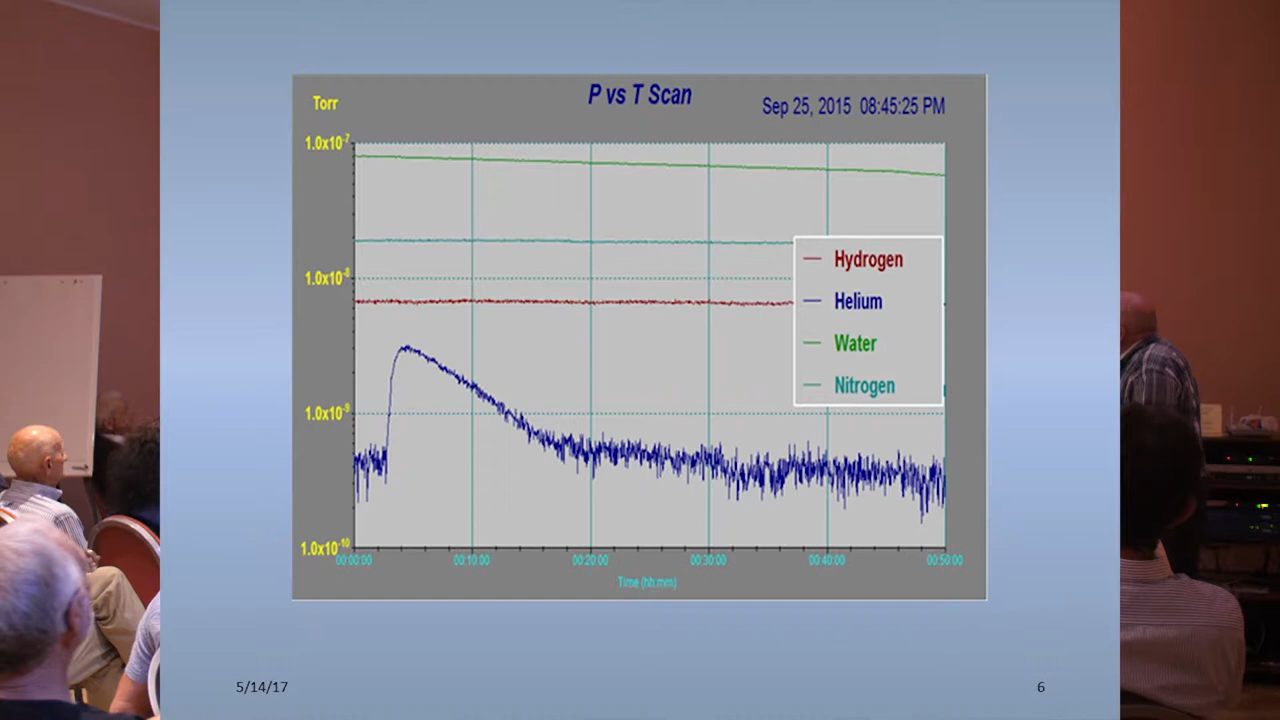 P vs T Scan
Torr
Sep 25, 2015 08:45:25 PM
1.0x10⁻⁷
1.0x10⁻⁸
1.0x10⁻⁹
1.0x10⁻¹⁰
Hydrogen
Helium
Water
Nitrogen
00:00:00 00:10:00 00:20:00 00:30:00 00:40:00 00:50:00
Time (hh:mm)
5/14/17
6